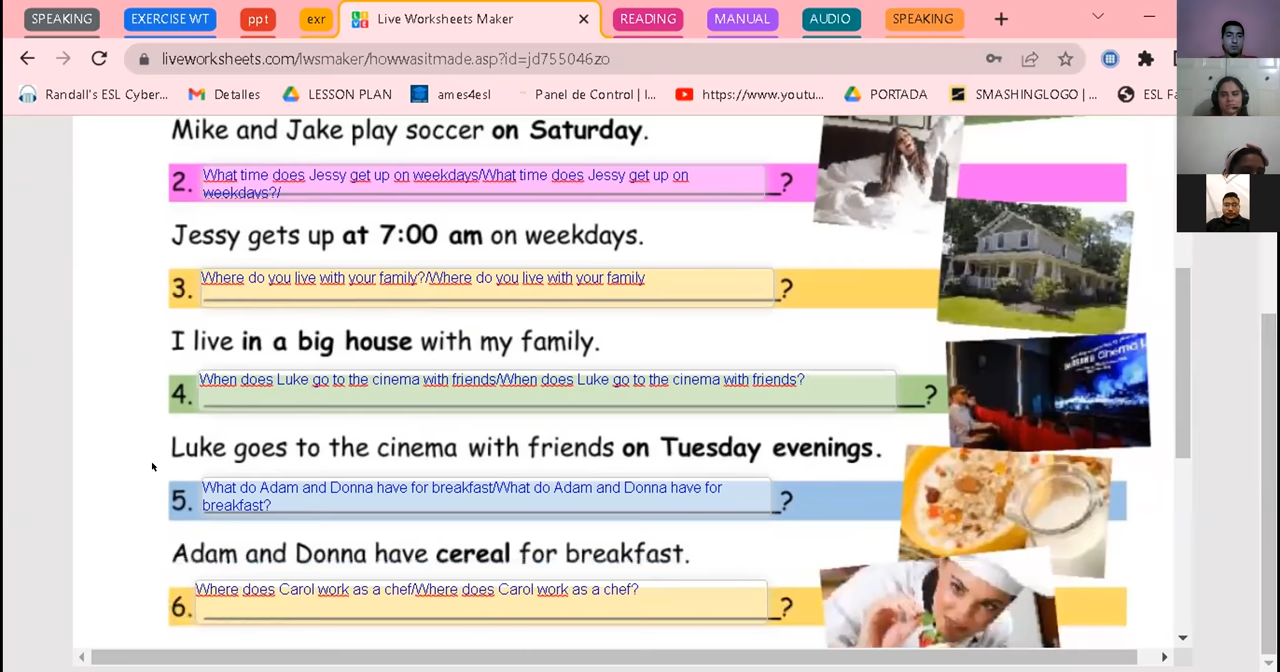 SPEAKING EXERCISE WT ppt exr Live Worksheets Maker READING MANUAL AUDIO SPEAKING
liveworksheets.com/lwsmaker/howwasitmade.asp?id=jd755046zo
Randall's ESL Cyber... Detalles LESSON PLAN ames4esl Panel de Control | I... https://www.youtu... PORTADA SMASHINGLOGO | ... ESL Fa
Mike and Jake play soccer on Saturday.
2. What time does Jessy get up on weekdays/What time does Jessy get up on
weekdays?/ ?
Jessy gets up at 7:00 am on weekdays.
3. Where do you live with your family?/Where do you live with your family ?
I live in a big house with my family.
4. When does Luke go to the cinema with friends/When does Luke go to the cinema with friends? ?
Luke goes to the cinema with friends on Tuesday evenings.
5. What do Adam and Donna have for breakfast/What do Adam and Donna have for
breakfast? ?
Adam and Donna have cereal for breakfast.
6. Where does Carol work as a chef/Where does Carol work as a chef? ?